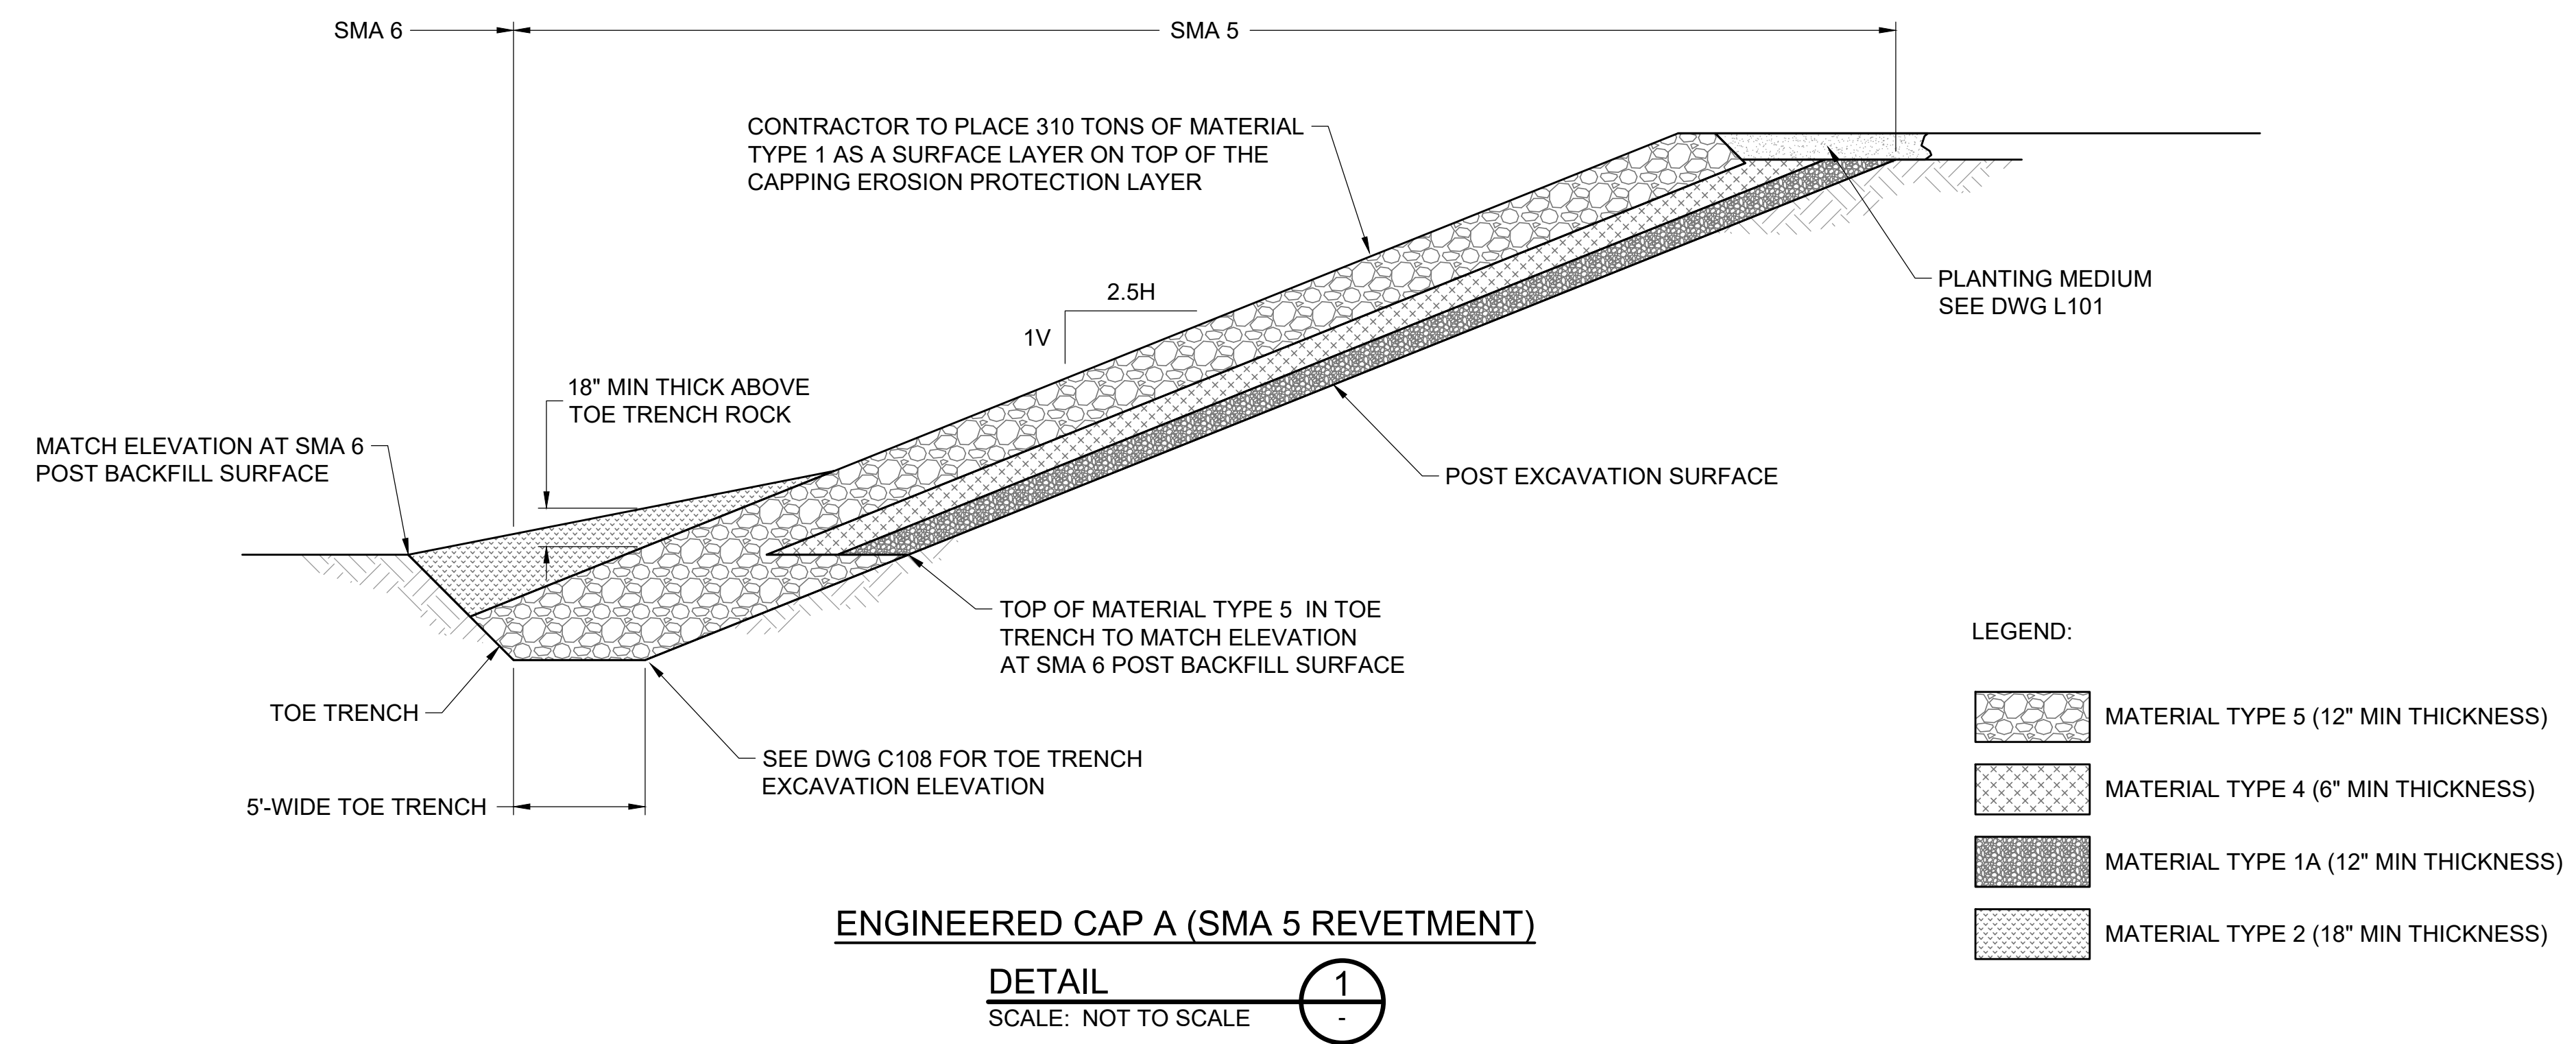 SMA 6
SMA 5
CONTRACTOR TO PLACE 310 TONS OF MATERIAL
TYPE 1 AS A SURFACE LAYER ON TOP OF THE
CAPPING EROSION PROTECTION LAYER
2.5H
1V
PLANTING MEDIUM
SEE DWG L101
18" MIN THICK ABOVE
TOE TRENCH ROCK
MATCH ELEVATION AT SMA 6
POST BACKFILL SURFACE
POST EXCAVATION SURFACE
TOP OF MATERIAL TYPE 5 IN TOE
TRENCH TO MATCH ELEVATION
AT SMA 6 POST BACKFILL SURFACE
TOE TRENCH
SEE DWG C108 FOR TOE TRENCH
EXCAVATION ELEVATION
5'-WIDE TOE TRENCH
LEGEND:
MATERIAL TYPE 5 (12" MIN THICKNESS)
MATERIAL TYPE 4 (6" MIN THICKNESS)
MATERIAL TYPE 1A (12" MIN THICKNESS)
MATERIAL TYPE 2 (18" MIN THICKNESS)
ENGINEERED CAP A (SMA 5 REVETMENT)
DETAIL
1
SCALE: NOT TO SCALE
-